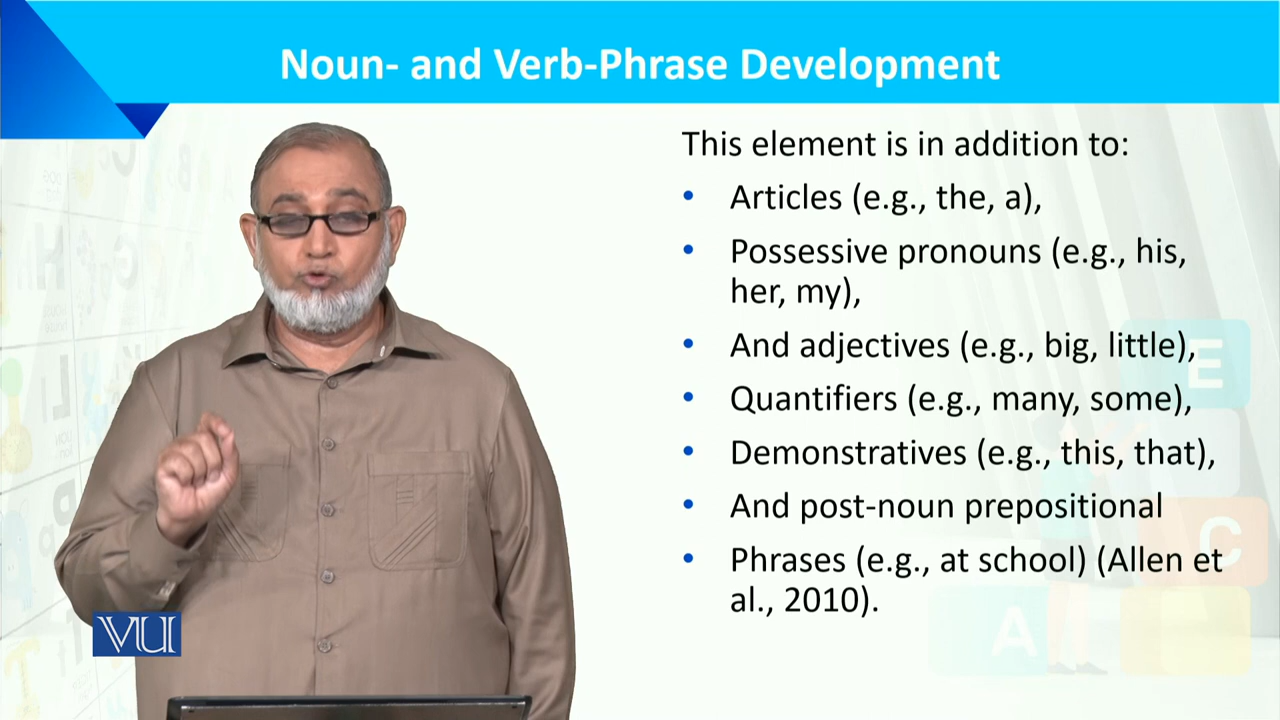 Noun- and Verb-Phrase Development
This element is in addition to:
• Articles (e.g., the, a),
• Possessive pronouns (e.g., his,
her, my),
• And adjectives (e.g., big, little),
• Quantifiers (e.g., many, some),
• Demonstratives (e.g., this, that),
• And post-noun prepositional
• Phrases (e.g., at school) (Allen et
al., 2010).
VU
E
C
A